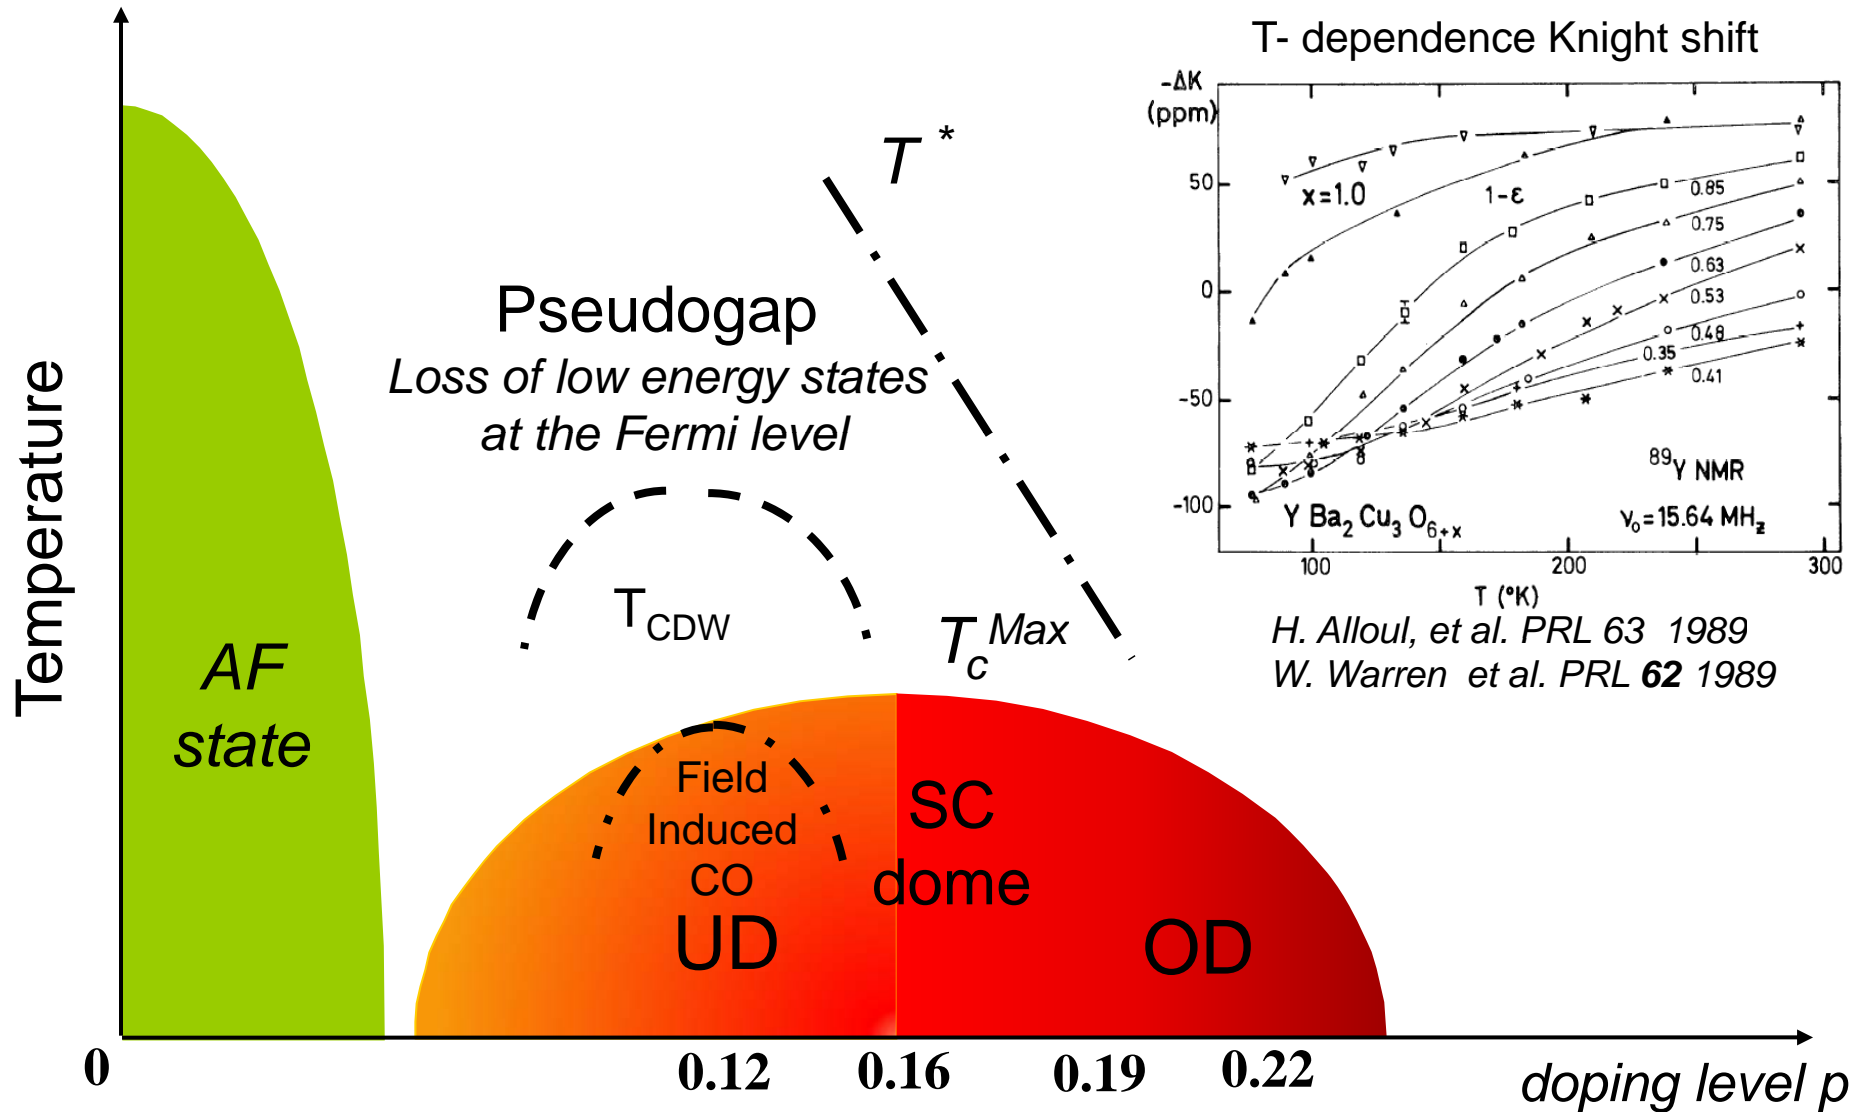 T- dependence Knight shift
-ΔK
(ppm)
50
0
-50
-100
x=1.0
1-ε
0.85
0.75
0.63
0.53
0.48
0.35
0.41
89Y NMR
Y Ba2 Cu3 O6+x
ν0=15.64 MHz
100
200
300
T (°K)
H. Alloul, et al. PRL 63 1989
W. Warren et al. PRL 62 1989
T *
Pseudogap
Loss of low energy states
at the Fermi level
TCDW
TcMax
Temperature
AF
state
Field
Induced
CO
UD
SC
dome
OD
0
0.12
0.16
0.19
0.22
doping level p